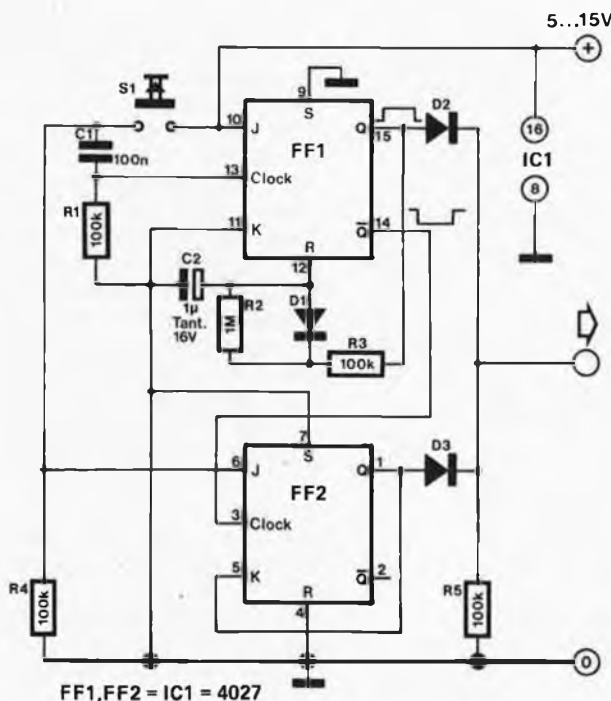 5...15V
+
S1
9
S
10
J
Q
15
D2
16
IC1
8
C1
100n
FF1
13
Clock
R1
100k
11
K
Q
14
R
12
C2
1µ
Tant.
16V
R2
1M
D1
R3
100k
7
S
6
J
Q
1
D3
FF2
3
Clock
5
K
Q
2
R
4
R4
100k
R5
100k
0
FF1,FF2 = IC1 = 4027